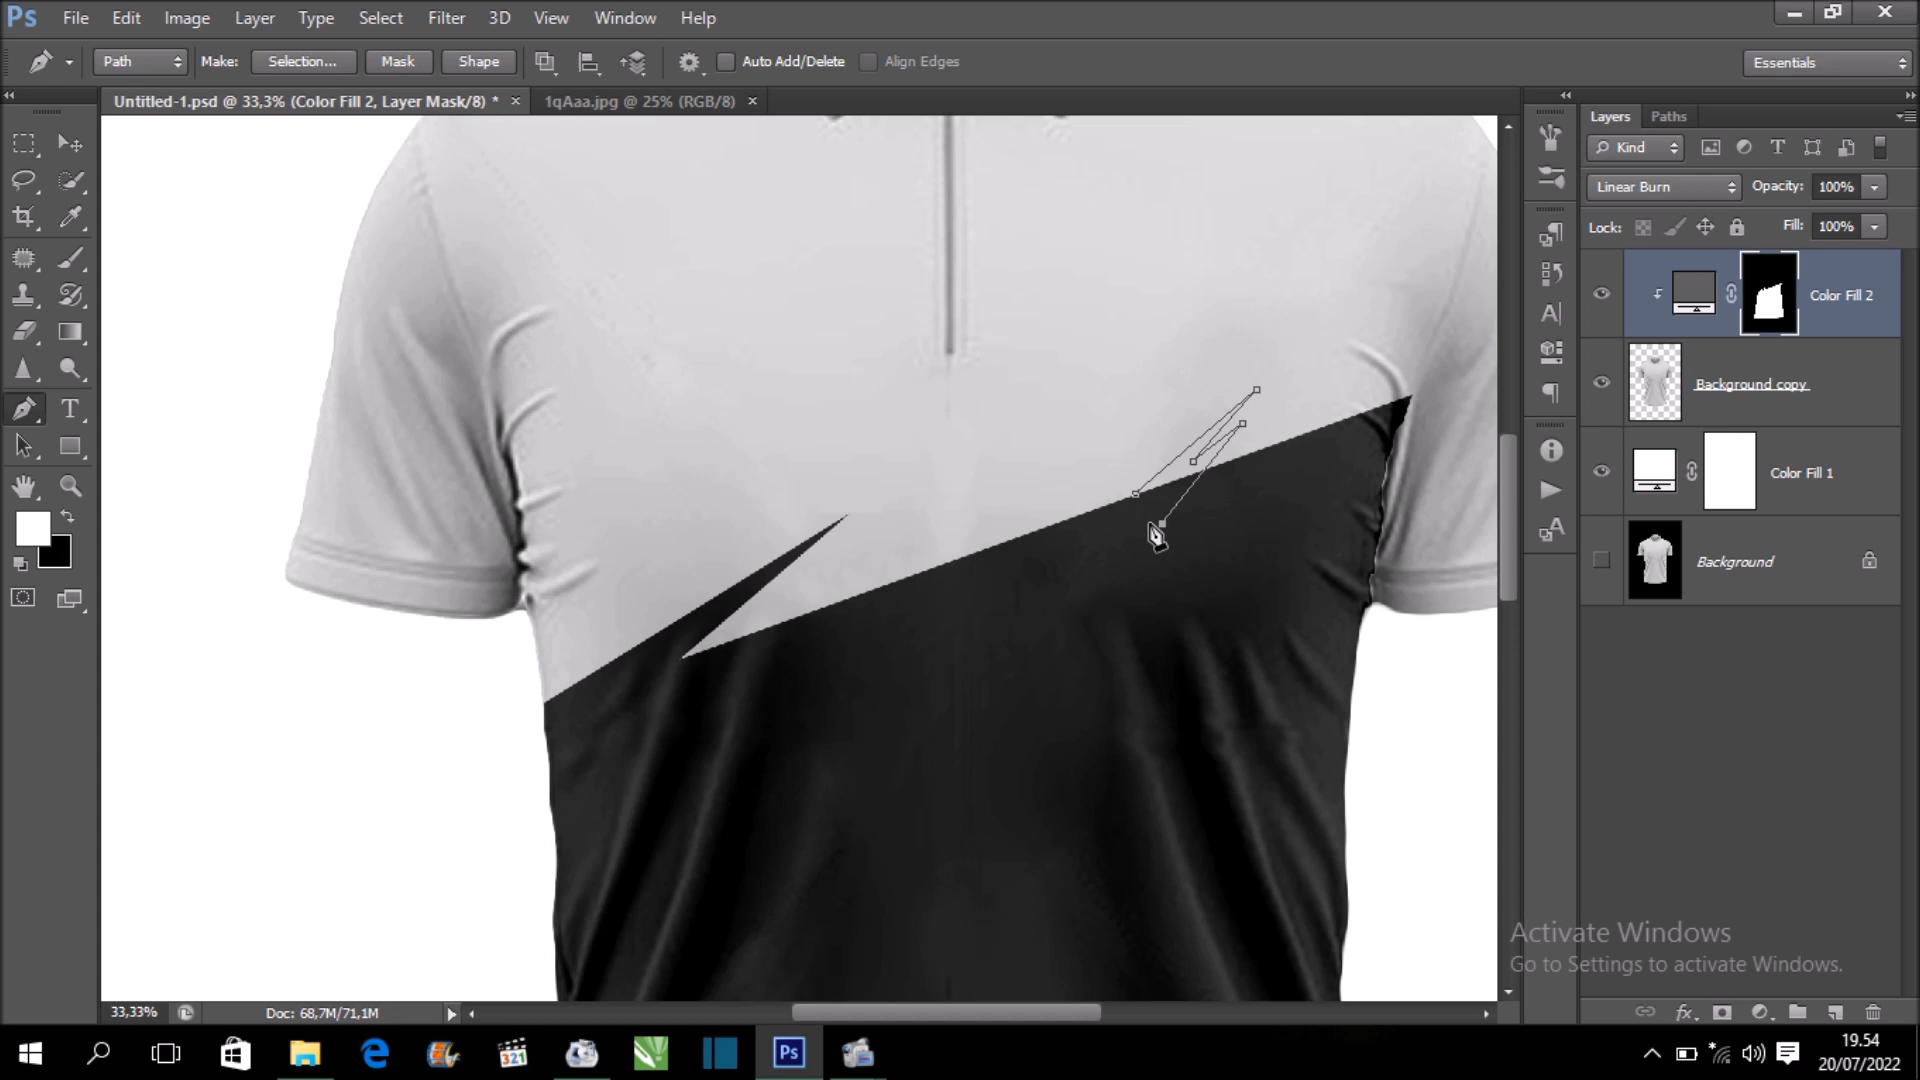 Ps File Edit Image Layer Type Select Filter 3D View Window Help
Path Make: Selection... Mask Shape Auto Add/Delete Align Edges Essentials
Untitled-1.psd @ 33,3% (Color Fill 2, Layer Mask/8) * × 1qAaa.jpg @ 25% (RGB/8) ×
Layers Paths
Kind
Linear Burn Opacity: 100%
Lock: Fill: 100%
Color Fill 2
Background copy
Color Fill 1
Background
Activate Windows
Go to Settings to activate Windows.
33,33% Doc: 68,7M/71,1M
321
Ps
19.54
20/07/2022